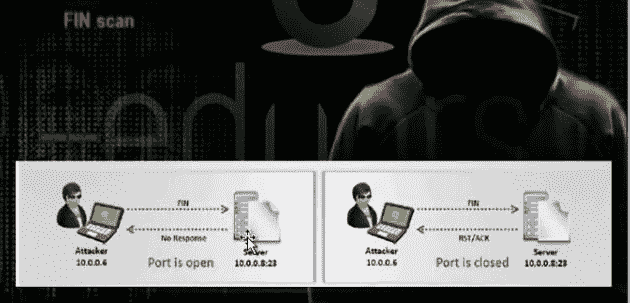 FIN scan
FIN
No Response
Attacker
10.0.0.6
Server
10.0.0.8:23
Port is open
FIN
RST/ACK
Attacker
10.0.0.6
Server
10.0.0.8:23
Port is closed